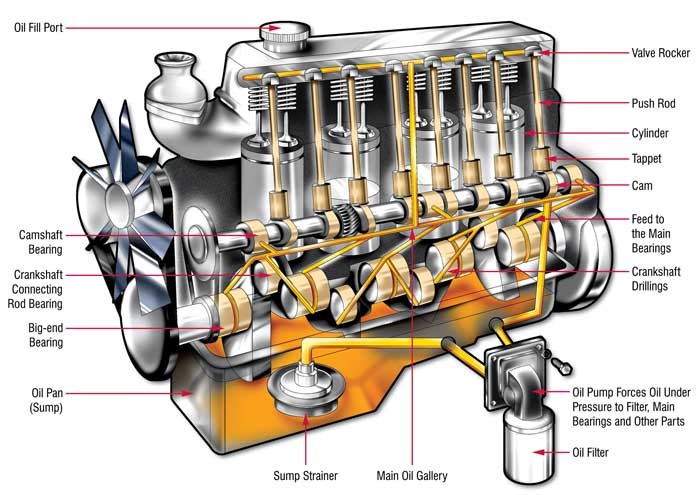 Oil Fill Port
Valve Rocker
Push Rod
Cylinder
Tappet
Cam
Feed to
the Main
Bearings
Crankshaft
Drillings
Camshaft
Bearing
Crankshaft
Connecting
Rod Bearing
Big-end
Bearing
Oil Pan
(Sump)
Oil Pump Forces Oil Under
Pressure to Filter, Main
Bearings and Other Parts
Oil Filter
Sump Strainer
Main Oil Gallery